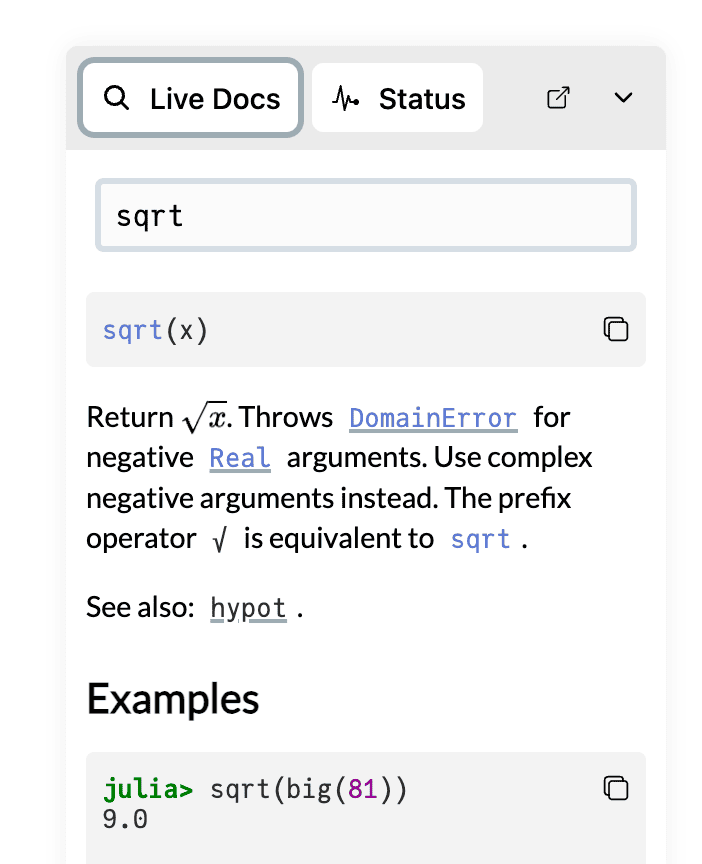 Live Docs Status
sqrt
sqrt(x)
Return √x. Throws DomainError for
negative Real arguments. Use complex
negative arguments instead. The prefix
operator √ is equivalent to sqrt .
See also: hypot .
Examples
julia> sqrt(big(81))
9.0